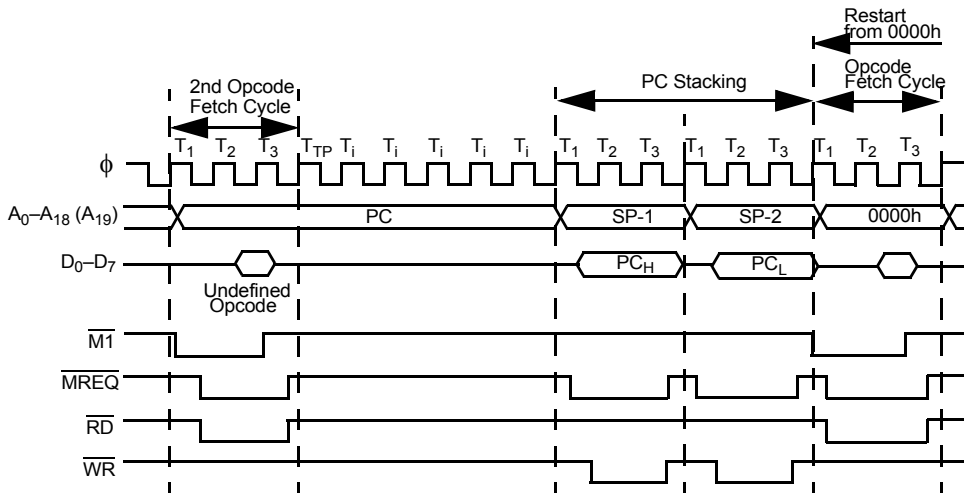 Restart
from 0000h
2nd Opcode
Fetch Cycle
PC Stacking
Opcode
Fetch Cycle
T1 T2 T3 TTP Ti Ti Ti Ti Ti T1 T2 T3 T1 T2 T3 T1 T2 T3
ϕ
A0–A18 (A19) PC SP-1 SP-2 0000h
D0–D7 PCH PCL
Undefined
Opcode
M1
MREQ
RD
WR